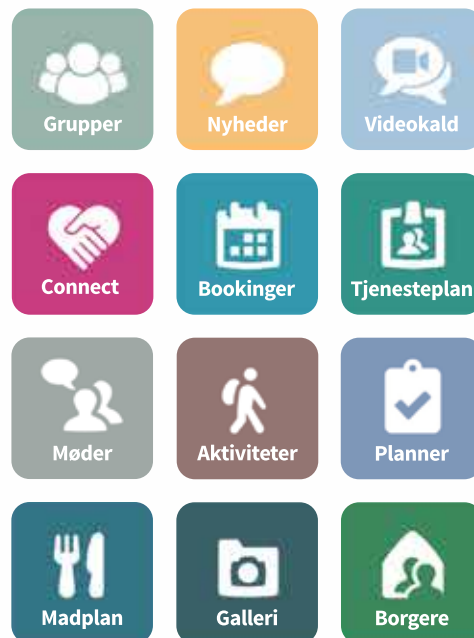 Grupper
Nyheder
Videokald
Connect
Bookinger
Tjenesteplan
Møder
Aktiviteter
Planner
Madplan
Galleri
Borgere